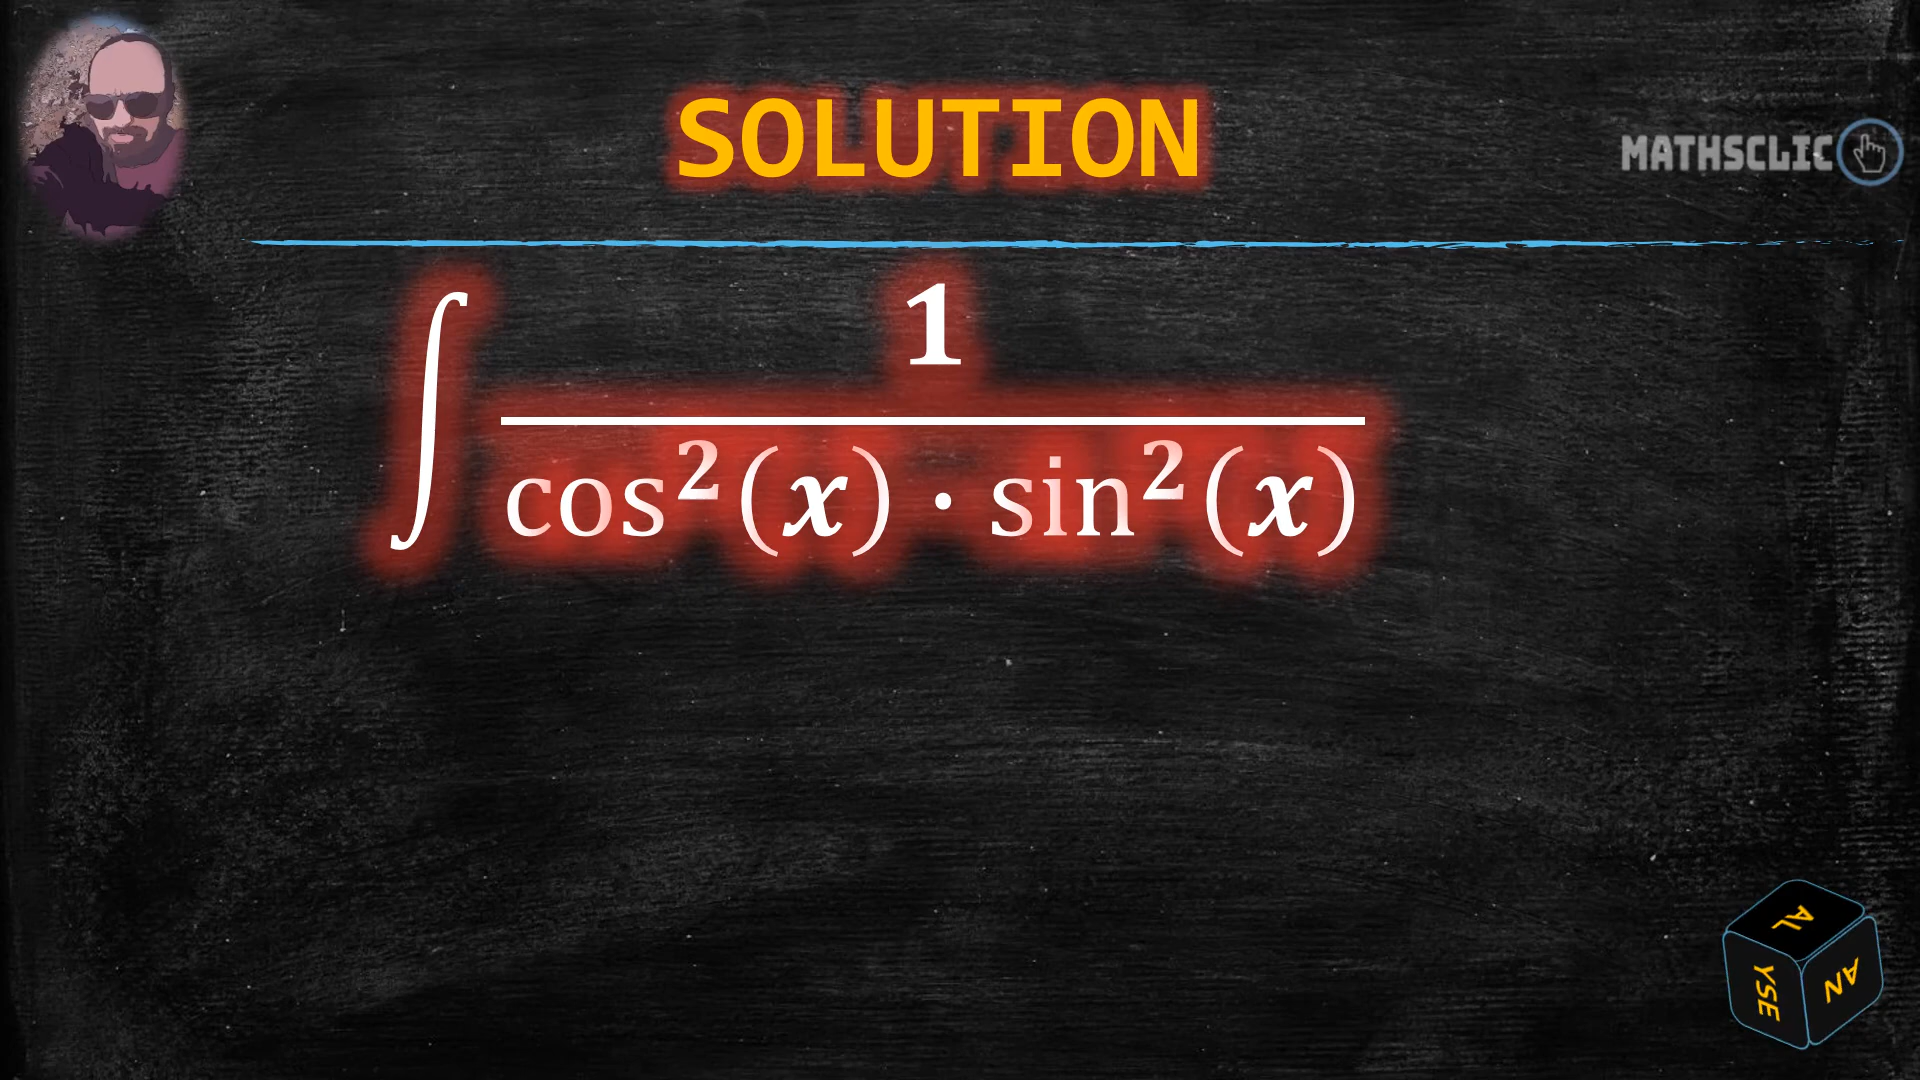 SOLUTION
MATHSCLIC
∫ 1
cos²(x) · sin²(x)
AL
AN
YSE